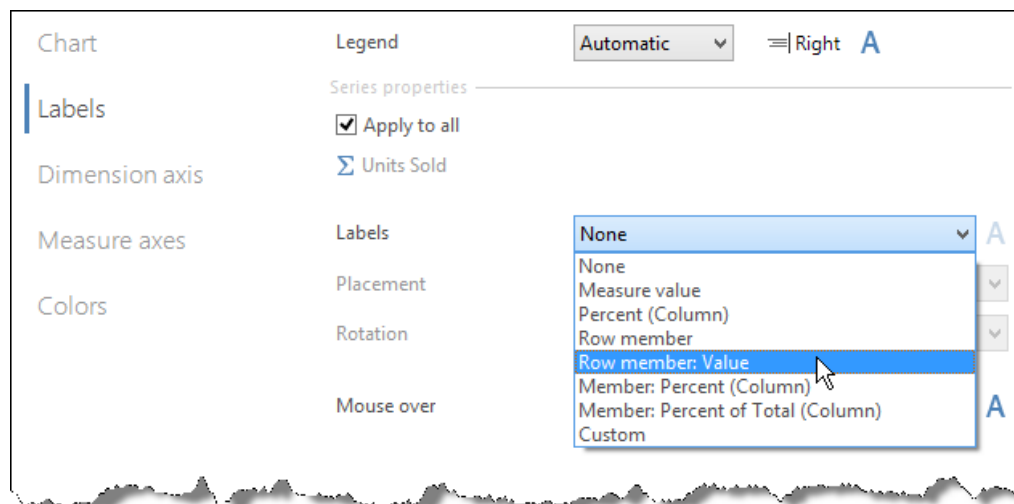 Chart
Labels
Dimension axis
Measure axes
Colors
Legend
Automatic
Right A
Series properties
Apply to all
Σ Units Sold
Labels
None
A
None
Measure value
Percent (Column)
Row member
Row member: Value
Member: Percent (Column)
Member: Percent of Total (Column)
Custom
Placement
Rotation
Mouse over
A